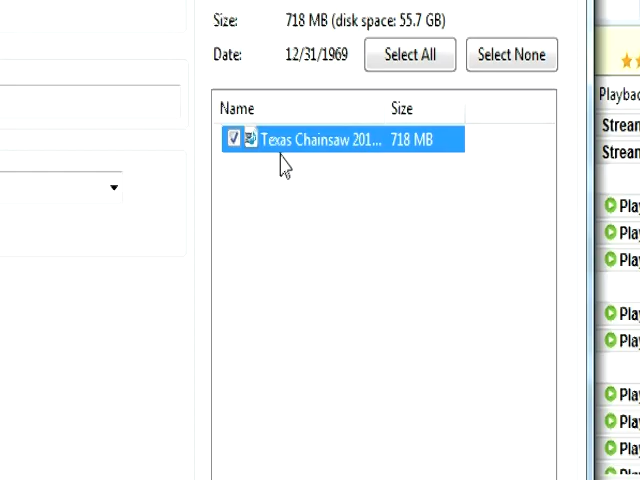 Size: 718 MB (disk space: 55.7 GB)
Date: 12/31/1969 Select All Select None
Name Size
Texas Chainsaw 201... 718 MB
Playbac
Stream
Stream
Play
Play
Play
Play
Play
Play
Play
Play